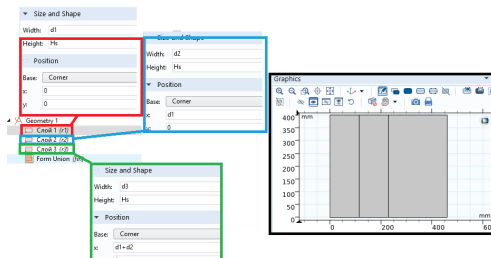 Size and Shape
Width: d1
Height: Hs
Position
Base: Corner
x: 0
y: 0
Size and Shape
Width: d2
Height: Hs
Position
Base: Corner
x: d1
0
Geometry 1
Слой 1 (r1)
Слой 2 (r2)
Слой 3 (r3)
Form Union
Size and Shape
Width: d3
Height: Hs
Position
Base: Corner
x: d1+d2
Graphics
400
mm
350
300
250
200
150
100
50
0
200
400
mm